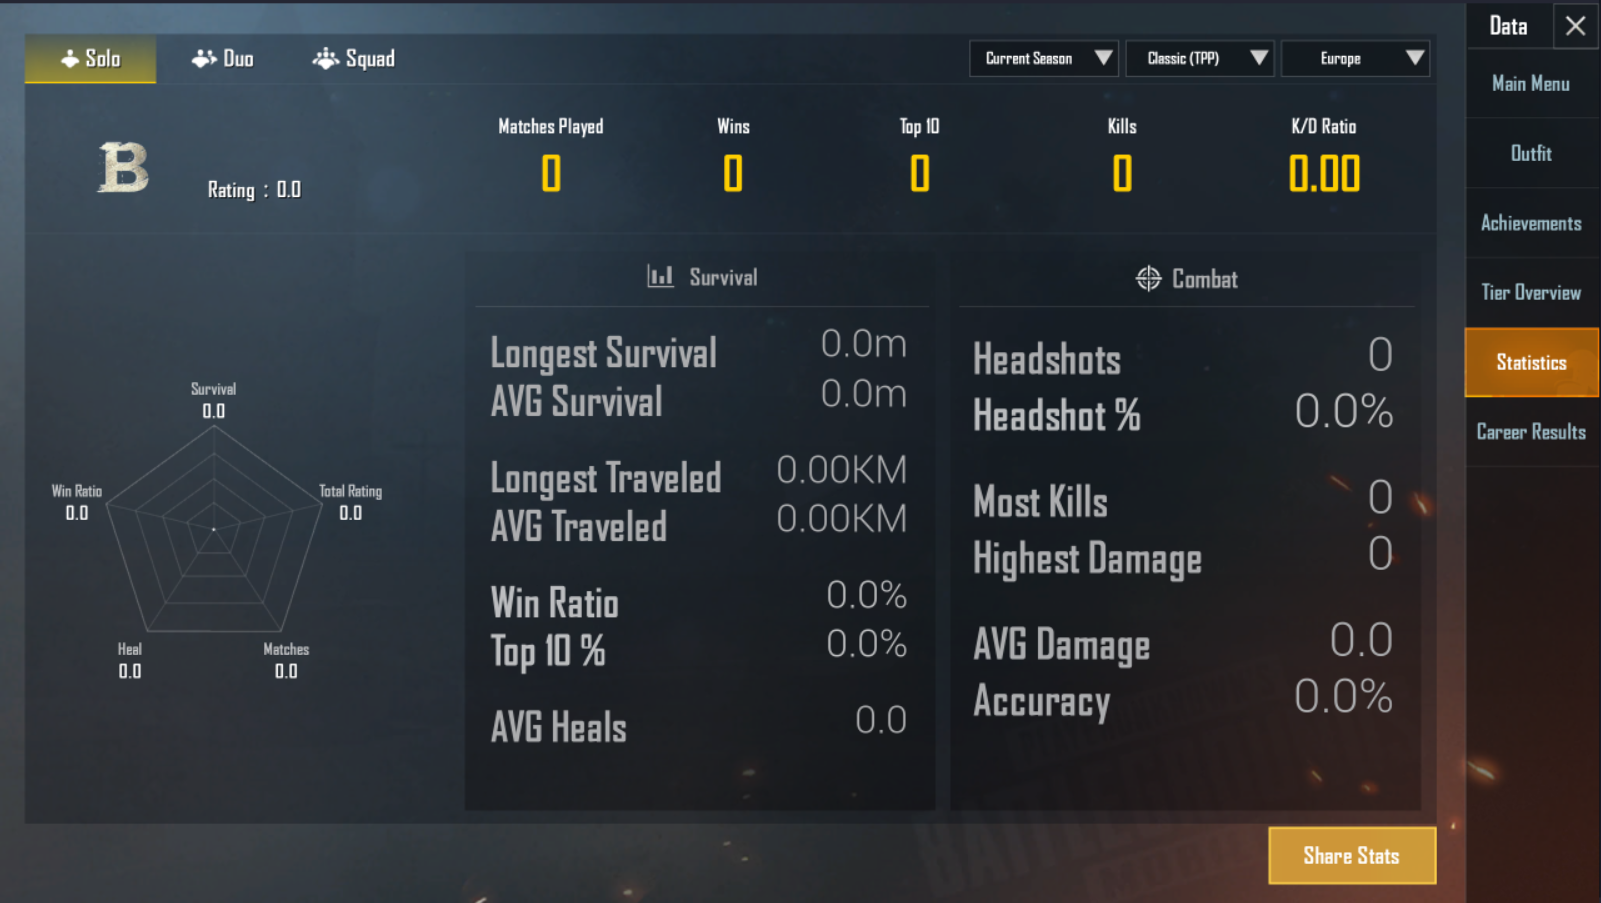 Solo Duo Squad
Current Season Classic (TPP) Europe
Data
Main Menu
Outfit
Achievements
Tier Overview
Statistics
Career Results
B
Rating : 0.0
Matches Played Wins Top 10 Kills K/D Ratio
0 0 0 0 0.00
Survival
0.0
Win Ratio
0.0
Total Rating
0.0
Heal
0.0
Matches
0.0
Survival
Longest Survival 0.0m
AVG Survival 0.0m
Longest Traveled 0.00KM
AVG Traveled 0.00KM
Win Ratio 0.0%
Top 10 % 0.0%
AVG Heals 0.0
Combat
Headshots 0
Headshot % 0.0%
Most Kills 0
Highest Damage 0
AVG Damage 0.0
Accuracy 0.0%
Share Stats